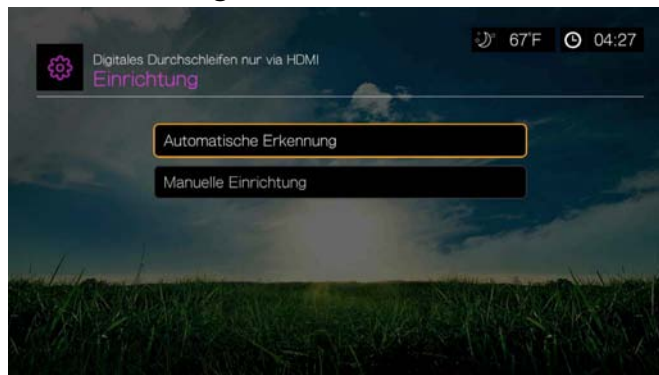 67°F 04:27
Digitales Durchschleifen nur via HDMI
Einrichtung
Automatische Erkennung
Manuelle Einrichtung